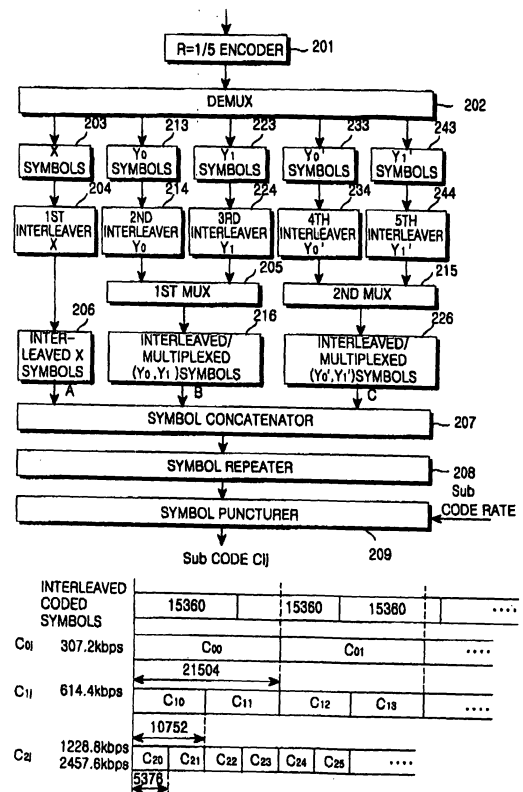 R=1/5 ENCODER
201
DEMUX
202
203
213
223
233
243
X SYMBOLS
Y0 SYMBOLS
Y1 SYMBOLS
Y0' SYMBOLS
Y1' SYMBOLS
204
214
224
234
244
1ST INTERLEAVER X
2ND INTERLEAVER Y0
3RD INTERLEAVER Y1
4TH INTERLEAVER Y0'
5TH INTERLEAVER Y1'
205
215
1ST MUX
2ND MUX
206
216
226
INTER-
LEAVED X
SYMBOLS
INTERLEAVED/
MULTIPLEXED
(Y0,Y1)SYMBOLS
INTERLEAVED/
MULTIPLEXED
(Y0',Y1')SYMBOLS
A
B
C
SYMBOL CONCATENATOR
207
SYMBOL REPEATER
208
Sub
CODE RATE
SYMBOL PUNCTURER
209
Sub CODE Cij
INTERLEAVED
CODED
SYMBOLS
15360 15360 15360 ....
C0j 307.2kbps C00 C01 ....
21504
C1j 614.4kbps C10 C11 C12 C13
10752
C2j 1228.8kbps
2457.6kbps
C20 C21 C22 C23 C24 C25 ....
5376